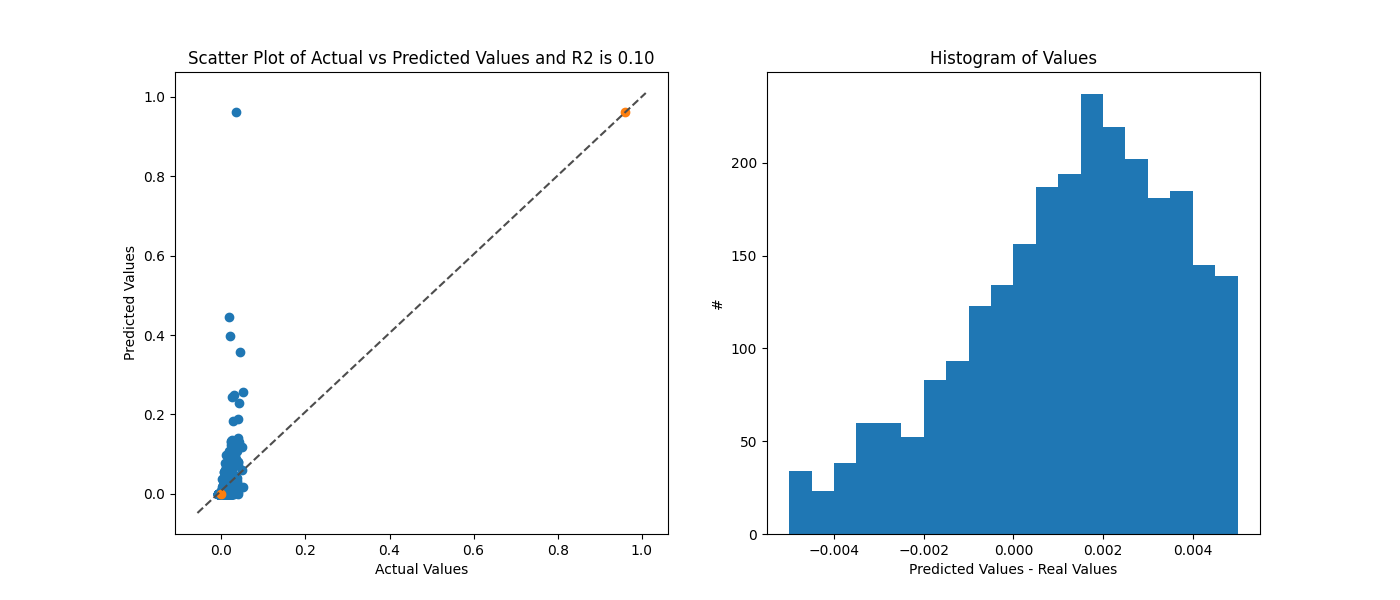 Scatter Plot of Actual vs Predicted Values and R2 is 0.10
1.0
0.8
0.6
0.4
0.2
0.0
Predicted Values
0.0 0.2 0.4 0.6 0.8 1.0
Actual Values
Histogram of Values
200
150
100
50
0
#
−0.004 −0.002 0.000 0.002 0.004
Predicted Values - Real Values